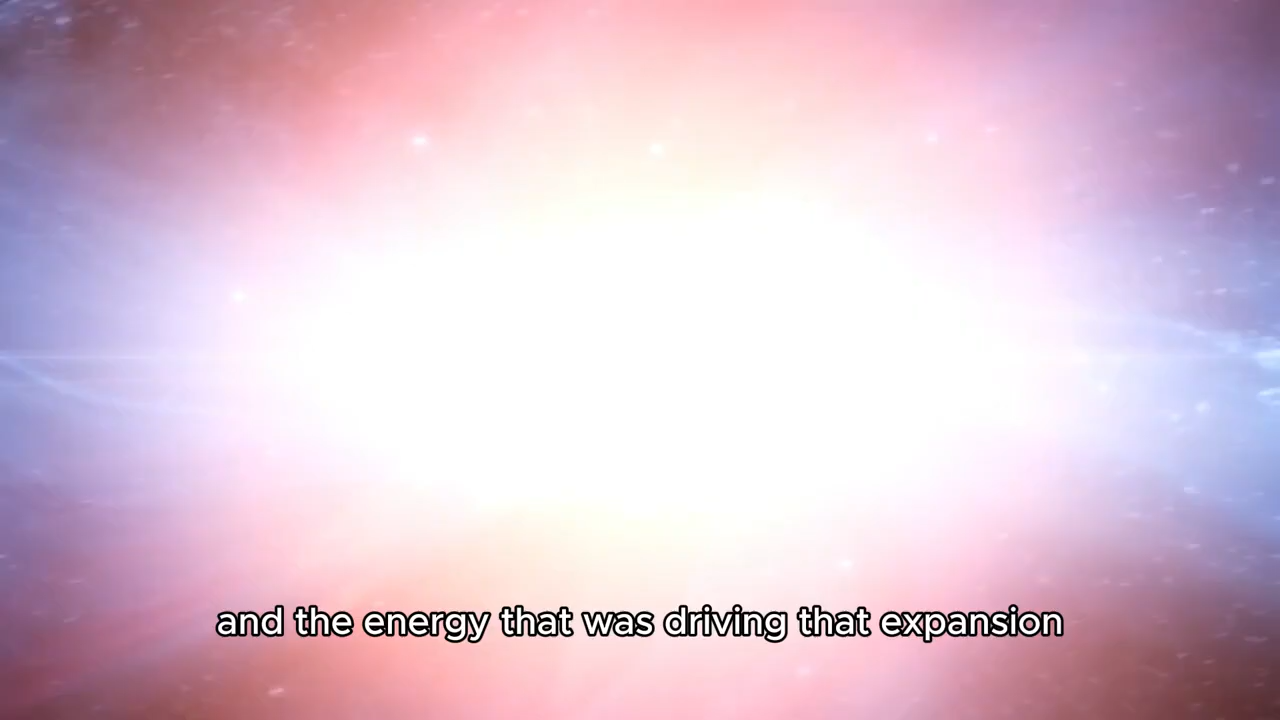 and the energy that was driving that expansion